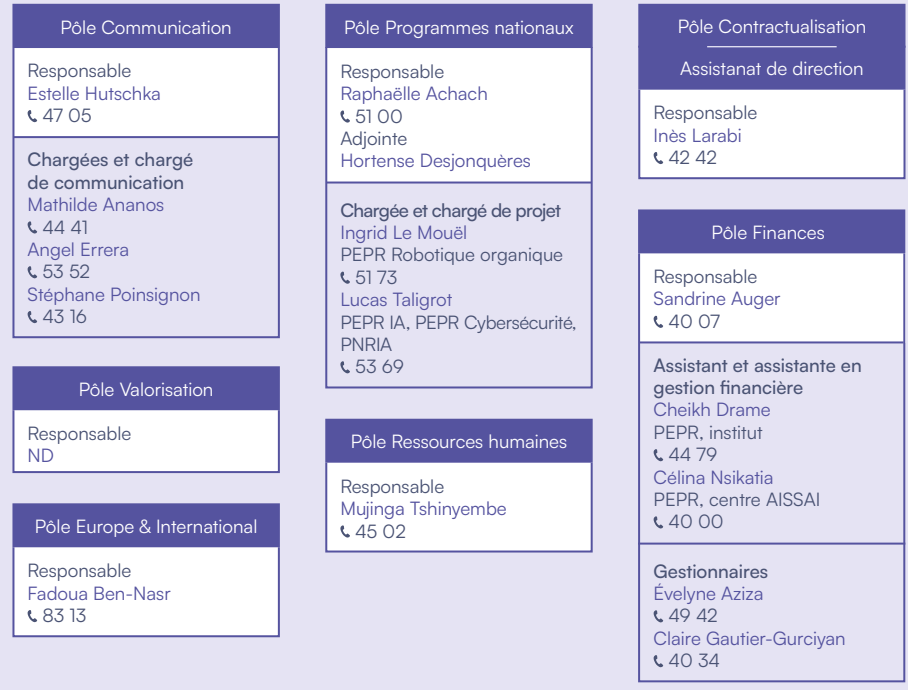 Pôle Communication
Responsable
Estelle Hutschka
47 05
Chargées et chargé
de communication
Mathilde Ananos
44 41
Angel Errera
53 52
Stéphane Poinsignon
43 16
Pôle Valorisation
Responsable
ND
Pôle Europe & International
Responsable
Fadoua Ben-Nasr
83 13
Pôle Programmes nationaux
Responsable
Raphaëlle Achach
51 00
Adjointe
Hortense Desjonquères
Chargée et chargé de projet
Ingrid Le Mouël
PEPR Robotique organique
51 73
Lucas Taligrot
PEPR IA, PEPR Cybersécurité,
PNRIA
53 69
Pôle Ressources humaines
Responsable
Mujinga Tshinyembe
45 02
Pôle Contractualisation
Assistanat de direction
Responsable
Inès Larabi
42 42
Pôle Finances
Responsable
Sandrine Auger
40 07
Assistant et assistante en
gestion financière
Cheikh Drame
PEPR, institut
44 79
Célina Nsikatia
PEPR, centre AISSAI
40 00
Gestionnaires
Évelyne Aziza
49 42
Claire Gautier-Gurciyan
40 34